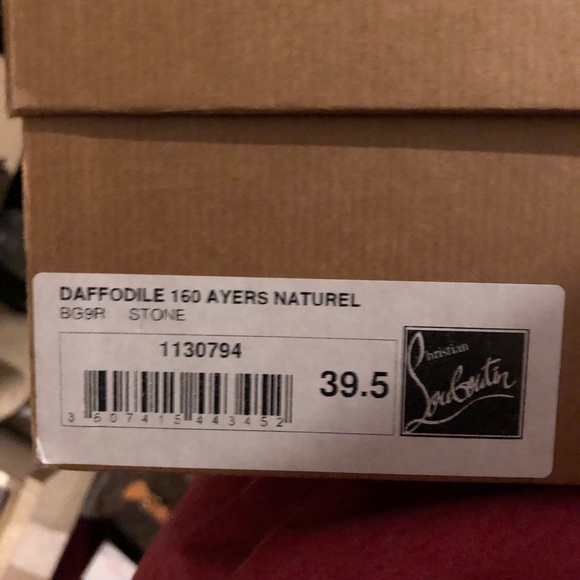 DAFFODILE 160 AYERS NATUREL
BG9R STONE
1130794
39.5
3 607415 443452
Christian
Louboutin